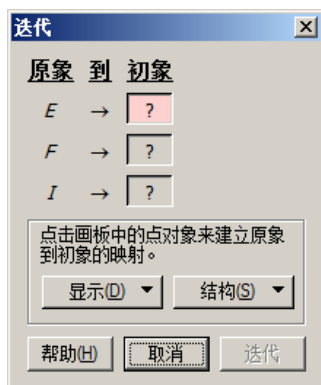 迭代
原象 到 初象
E → ?
F → ?
I → ?
点击画板中的点对象来建立原象
到初象的映射。
显示(D) 结构(S)
帮助(H) 取消 迭代